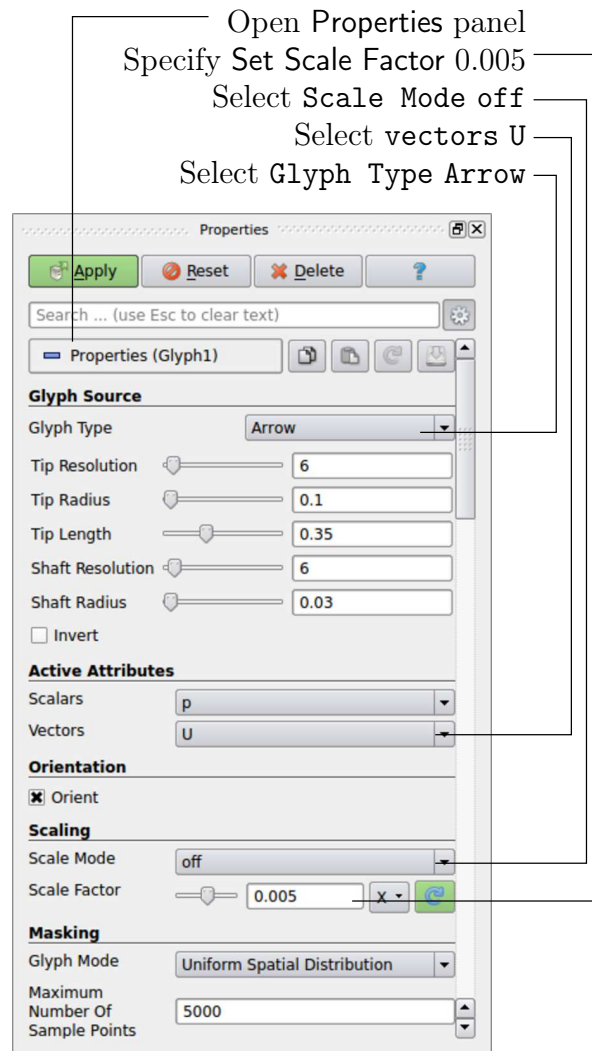 Open Properties panel
Specify Set Scale Factor 0.005
Select Scale Mode off
Select vectors U
Select Glyph Type Arrow
Properties
Apply Reset Delete ?
Search ... (use Esc to clear text)
Properties (Glyph1)
Glyph Source
Glyph Type Arrow
Tip Resolution 6
Tip Radius 0.1
Tip Length 0.35
Shaft Resolution 6
Shaft Radius 0.03
Invert
Active Attributes
Scalars p
Vectors U
Orientation
Orient
Scaling
Scale Mode off
Scale Factor 0.005 X
Masking
Glyph Mode Uniform Spatial Distribution
Maximum
Number Of 5000
Sample Points